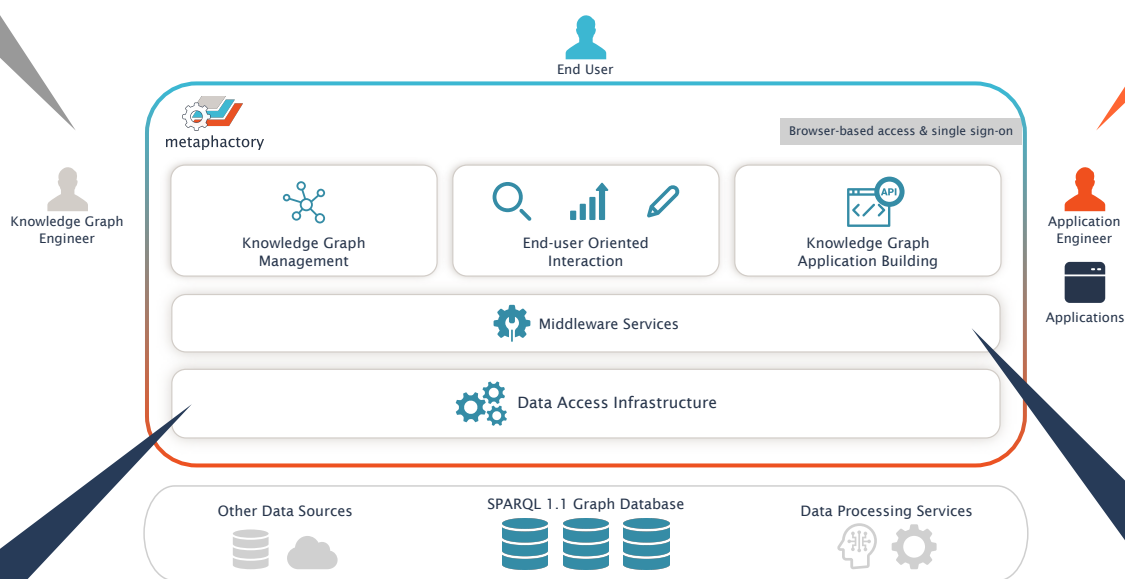 End User
metaphactory
Browser-based access & single sign-on
Knowledge Graph
Engineer
Knowledge Graph
Management
End-user Oriented
Interaction
API
Knowledge Graph
Application Building
Application
Engineer
Applications
Middleware Services
Data Access Infrastructure
Other Data Sources
SPARQL 1.1 Graph Database
Data Processing Services